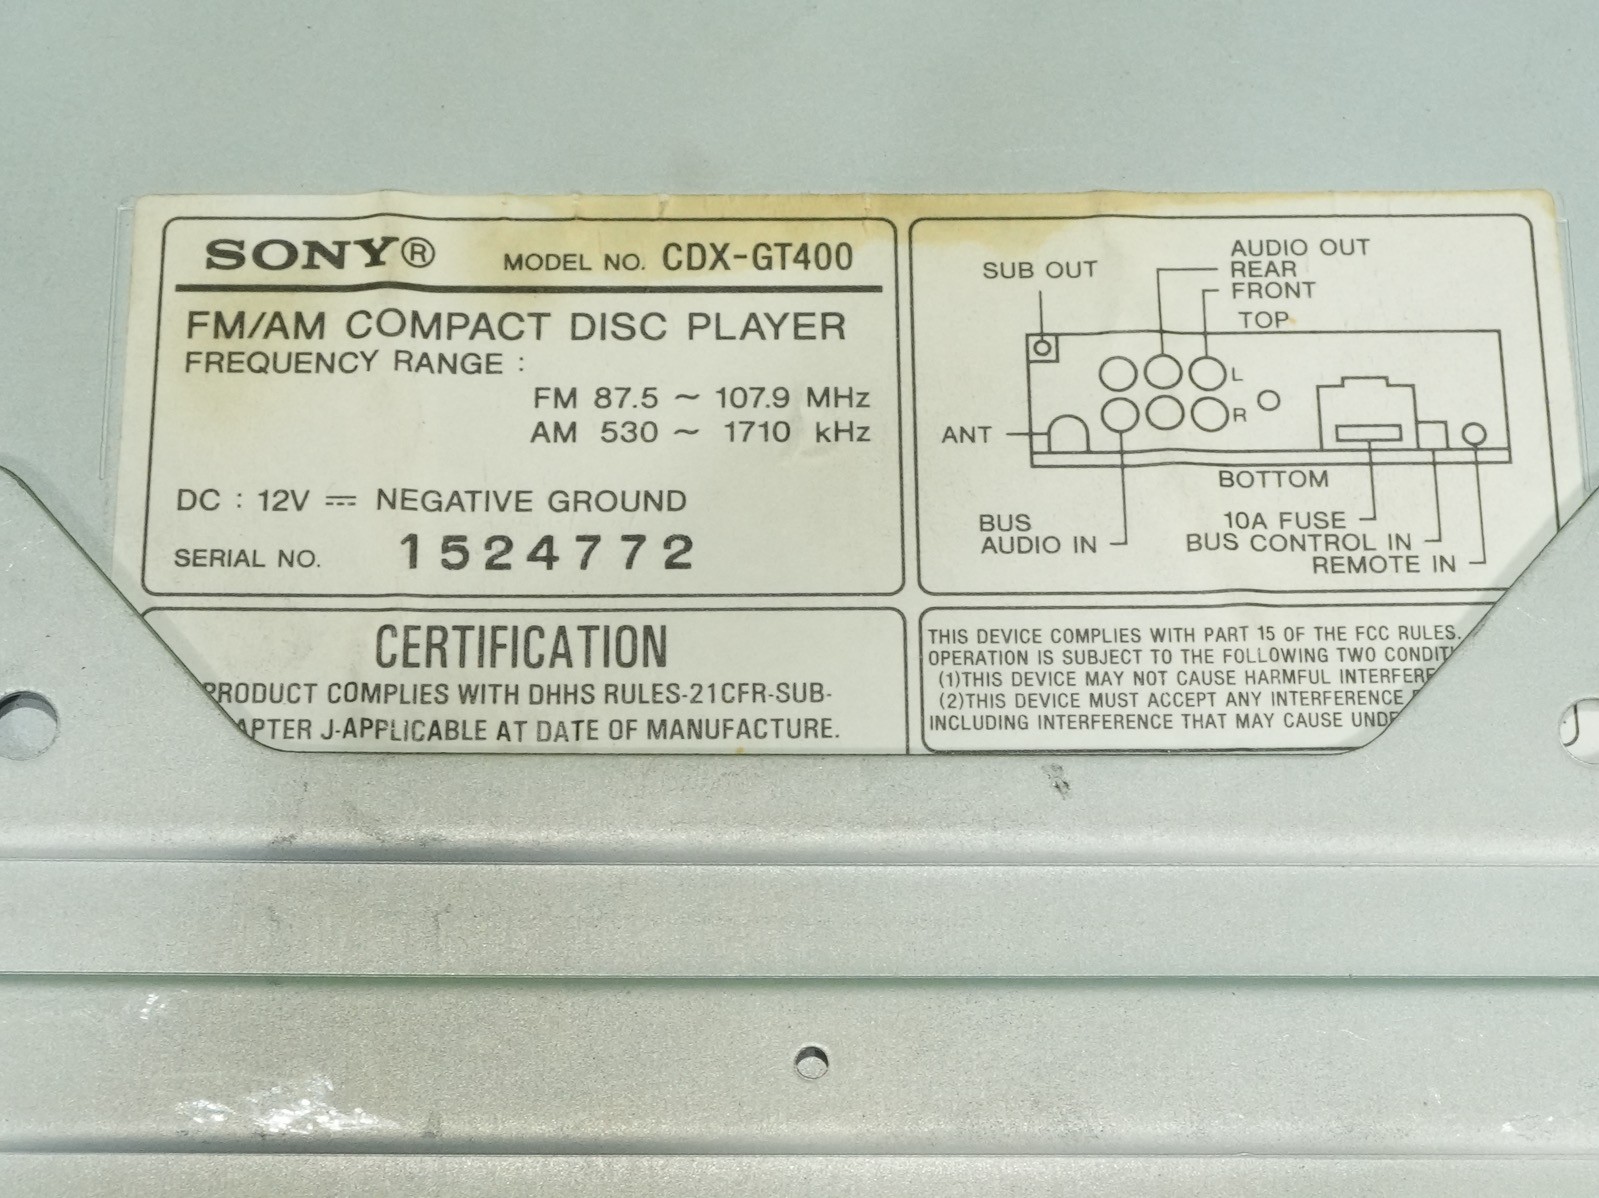 SONY® MODEL NO. CDX-GT400
FM/AM COMPACT DISC PLAYER
FREQUENCY RANGE :
FM 87.5 ~ 107.9 MHz
AM 530 ~ 1710 kHz
DC : 12V ⎓ NEGATIVE GROUND
SERIAL NO. 1524772
SUB OUT
AUDIO OUT
REAR
FRONT
TOP
L
R
ANT
BOTTOM
BUS
AUDIO IN
10A FUSE
BUS CONTROL IN
REMOTE IN
CERTIFICATION
PRODUCT COMPLIES WITH DHHS RULES-21CFR-SUB-
APTER J-APPLICABLE AT DATE OF MANUFACTURE.
THIS DEVICE COMPLIES WITH PART 15 OF THE FCC RULES.
OPERATION IS SUBJECT TO THE FOLLOWING TWO CONDITI
(1)THIS DEVICE MAY NOT CAUSE HARMFUL INTERFERE
(2)THIS DEVICE MUST ACCEPT ANY INTERFERENCE
INCLUDING INTERFERENCE THAT MAY CAUSE UNDE